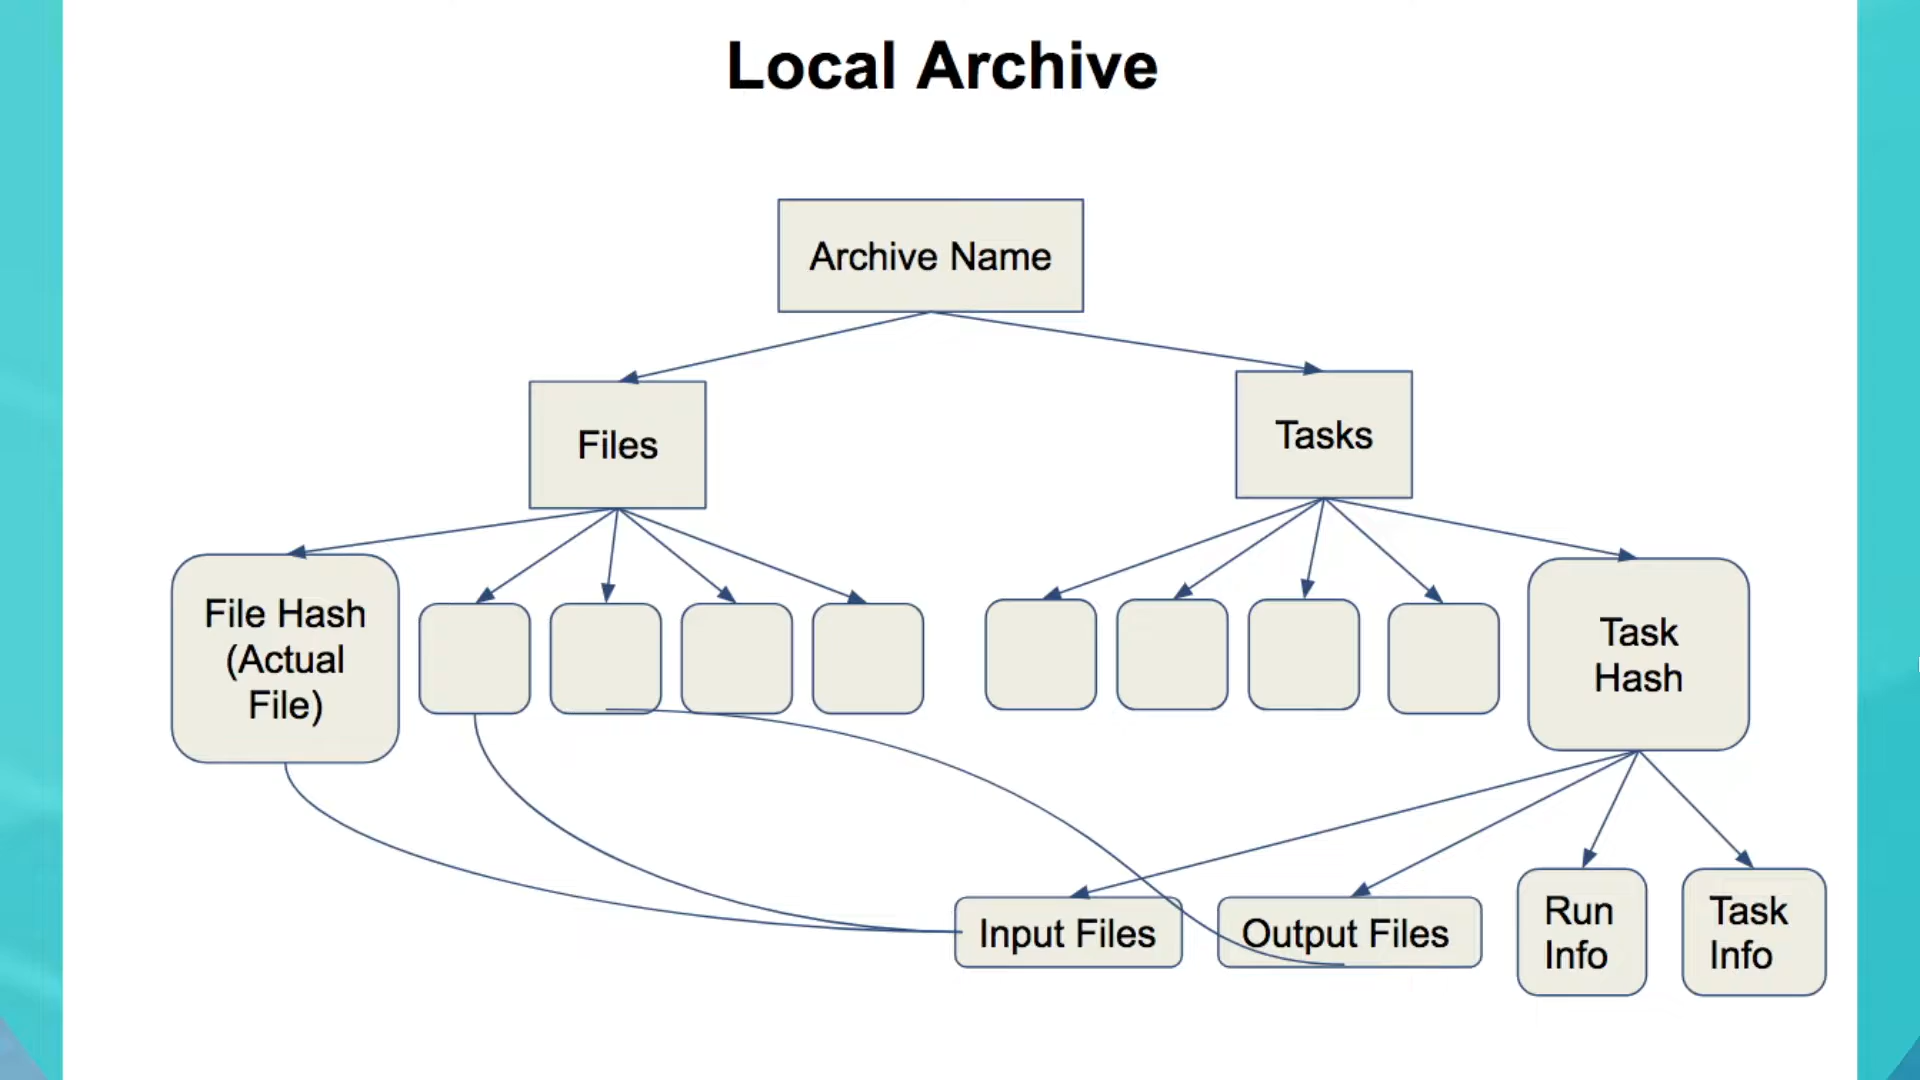 Local Archive
Archive Name
Files
Tasks
File Hash
(Actual
File)
Task
Hash
Input Files
Output Files
Run
Info
Task
Info